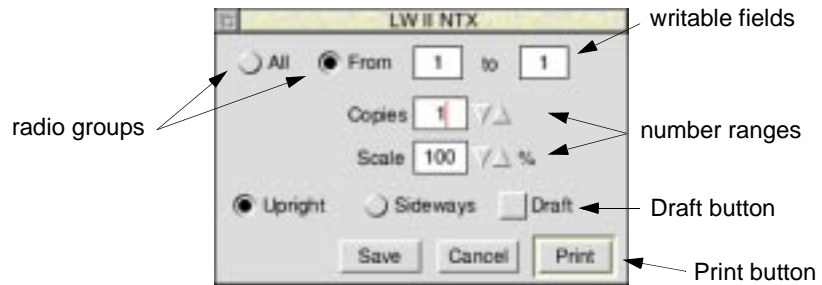 LW II NTX
writable fields
All From 1 to 1
radio groups
Copies 1
number ranges
Scale 100 %
Upright Sideways Draft
Draft button
Save Cancel Print
Print button